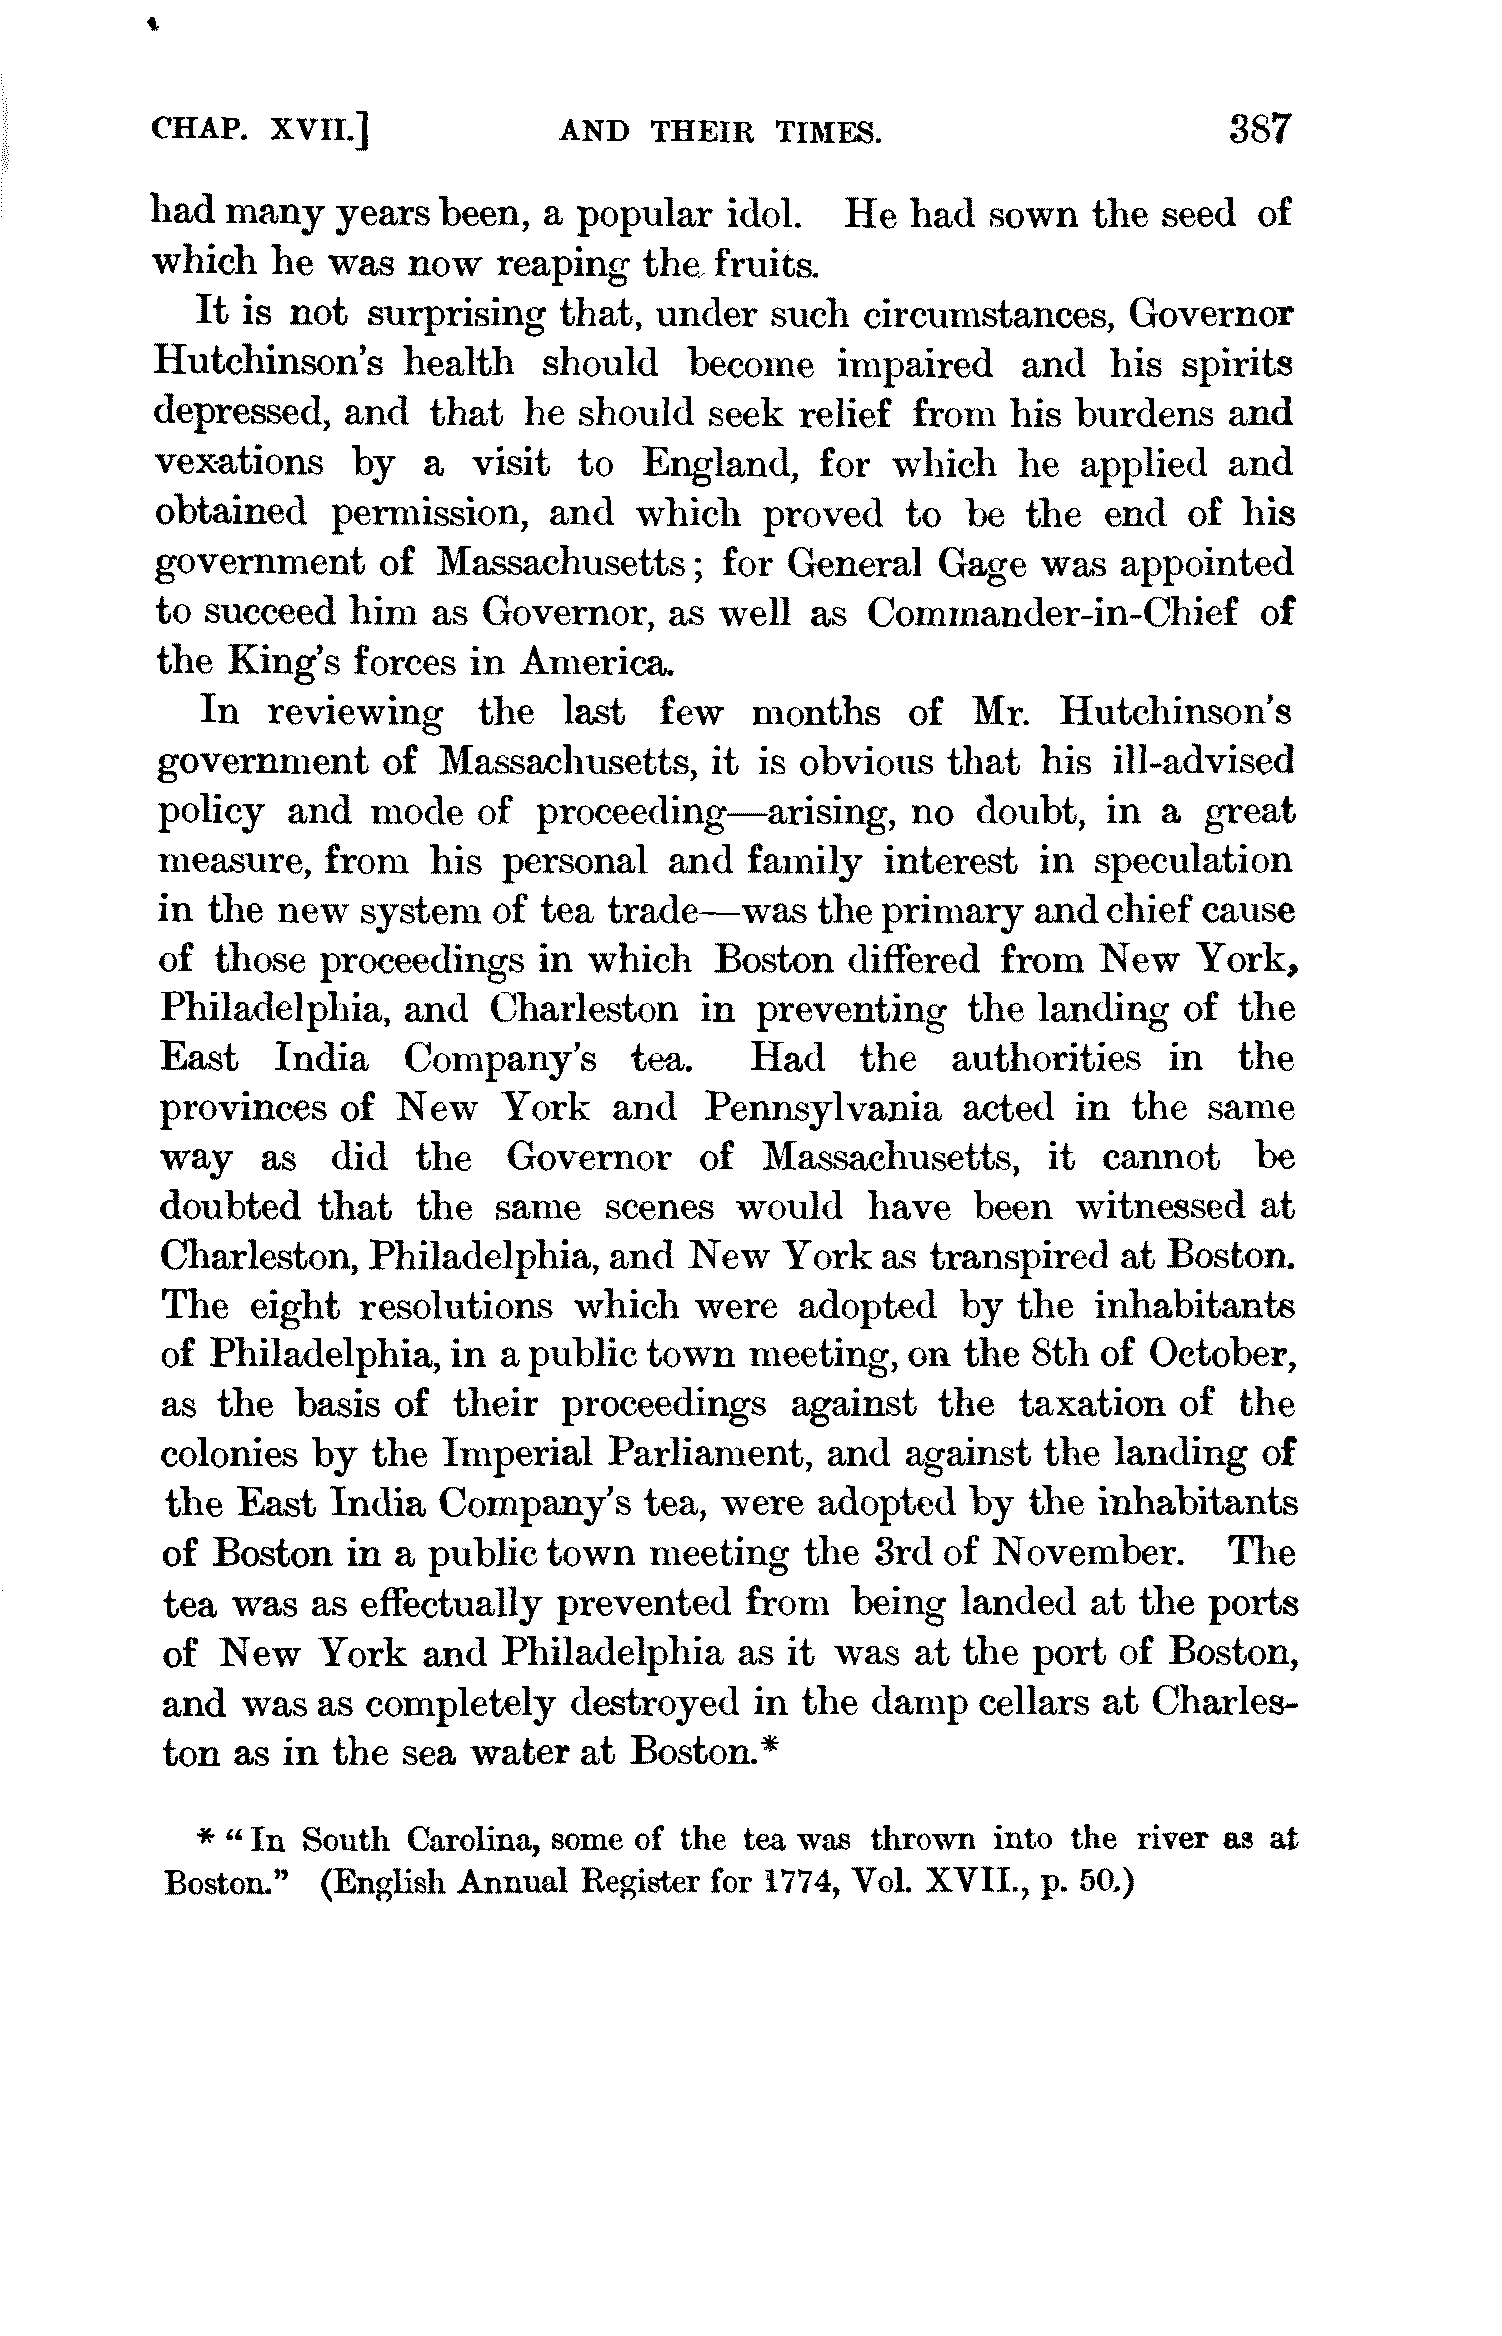 CHAP. XVII.] AND THEIR TIMES. 387
had many years been, a popular idol. He had sown the seed of
which he was now reaping the fruits.
It is not surprising that, under such circumstances, Governor
Hutchinson's health should become impaired and his spirits
depressed, and that he should seek relief from his burdens and
vexations by a visit to England, for which he applied and
obtained permission, and which proved to be the end of his
government of Massachusetts; for General Gage was appointed
to succeed him as Governor, as well as Commander-in-Chief of
the King's forces in America.
In reviewing the last few months of Mr. Hutchinson's
government of Massachusetts, it is obvious that his ill-advised
policy and mode of proceeding—arising, no doubt, in a great
measure, from his personal and family interest in speculation
in the new system of tea trade—was the primary and chief cause
of those proceedings in which Boston differed from New York,
Philadelphia, and Charleston in preventing the landing of the
East India Company's tea. Had the authorities in the
provinces of New York and Pennsylvania acted in the same
way as did the Governor of Massachusetts, it cannot be
doubted that the same scenes would have been witnessed at
Charleston, Philadelphia, and New York as transpired at Boston.
The eight resolutions which were adopted by the inhabitants
of Philadelphia, in a public town meeting, on the 8th of October,
as the basis of their proceedings against the taxation of the
colonies by the Imperial Parliament, and against the landing of
the East India Company's tea, were adopted by the inhabitants
of Boston in a public town meeting the 3rd of November. The
tea was as effectually prevented from being landed at the ports
of New York and Philadelphia as it was at the port of Boston,
and was as completely destroyed in the damp cellars at Charles-
ton as in the sea water at Boston.*
* "In South Carolina, some of the tea was thrown into the river as at
Boston." (English Annual Register for 1774, Vol. XVII., p. 50.)